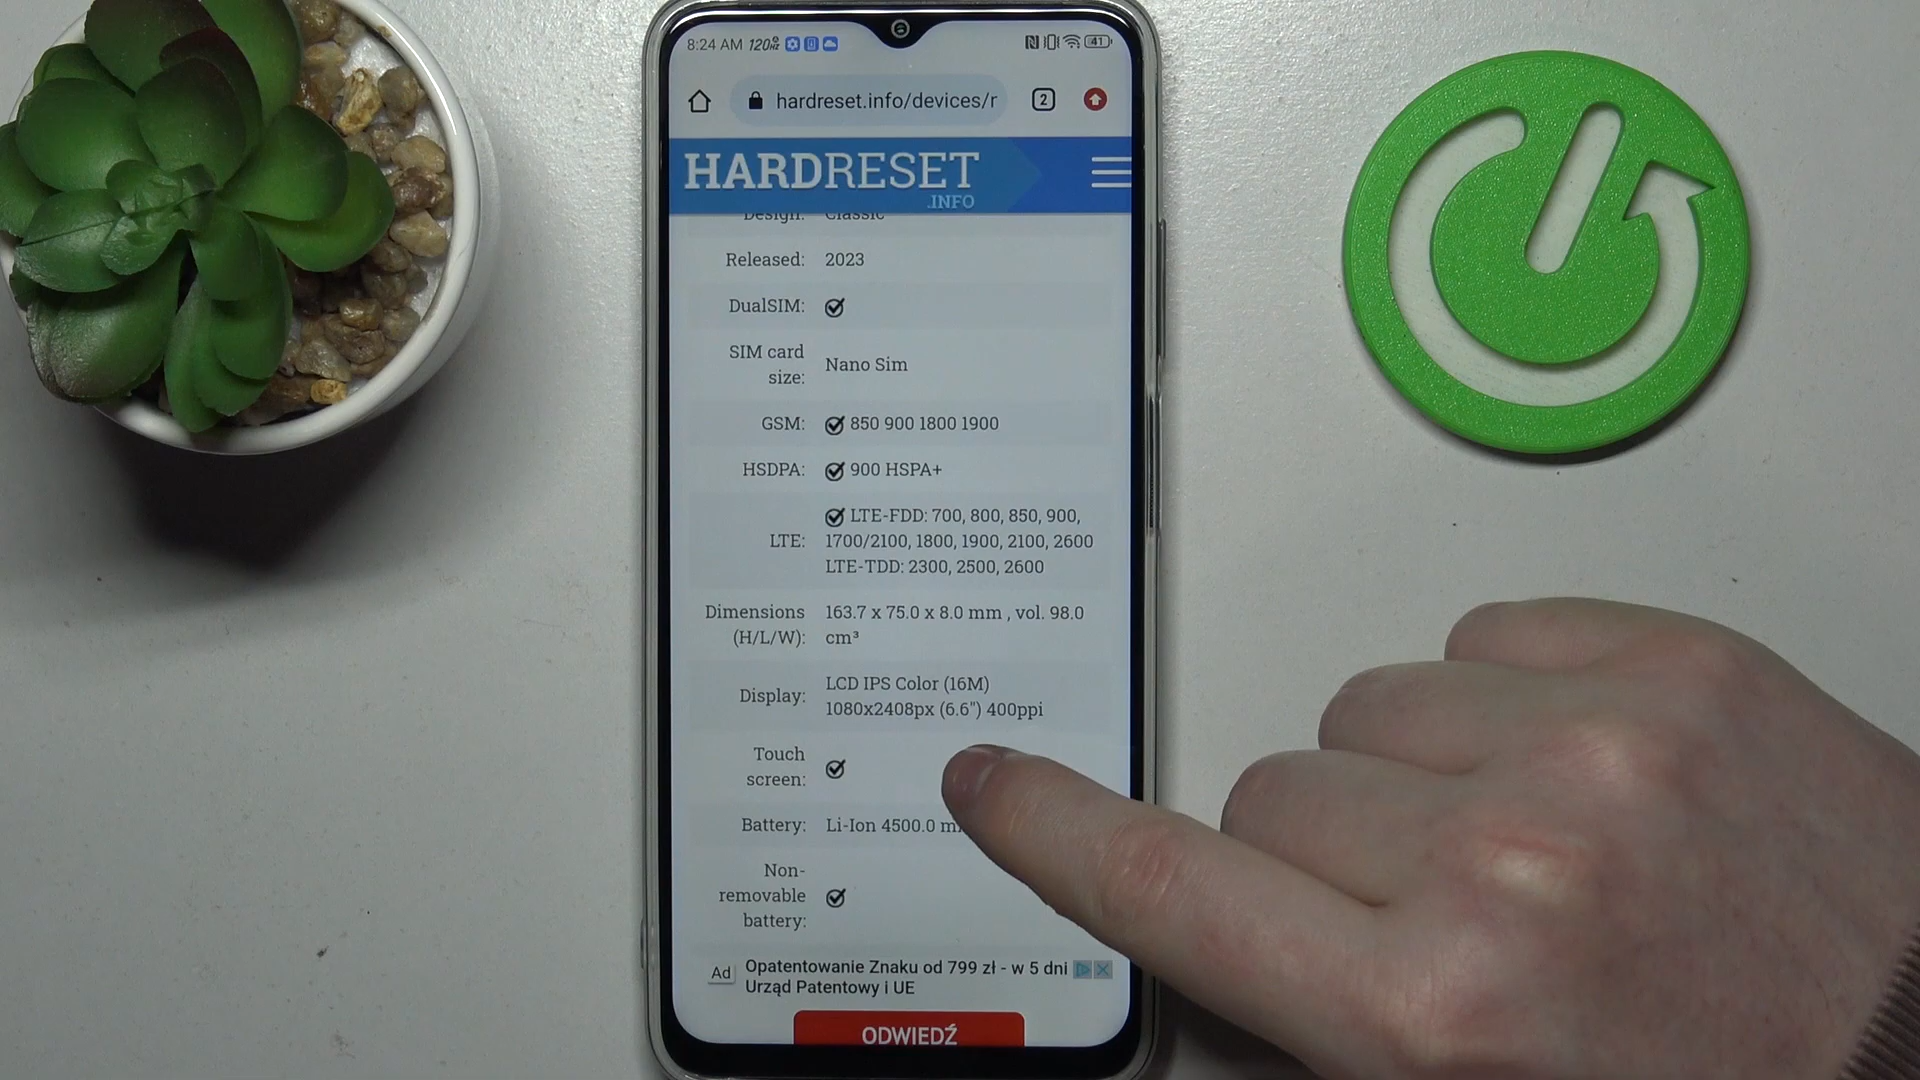 8:24 AM 120Hz 41
hardreset.info/devices/r 2
HARDRESET
.INFO
Design: Classic
Released: 2023
DualSIM:
SIM card
size: Nano Sim
GSM: 850 900 1800 1900
HSDPA: 900 HSPA+
LTE: LTE-FDD: 700, 800, 850, 900,
1700/2100, 1800, 1900, 2100, 2600
LTE-TDD: 2300, 2500, 2600
Dimensions
(H/L/W): 163.7 x 75.0 x 8.0 mm , vol. 98.0
cm³
Display: LCD IPS Color (16M)
1080x2408px (6.6") 400ppi
Touch
screen:
Battery: Li-Ion 4500.0
Non-
removable
battery:
Ad Opatentowanie Znaku od 799 zł - w 5 dni
Urząd Patentowy i UE
ODWIEDŹ